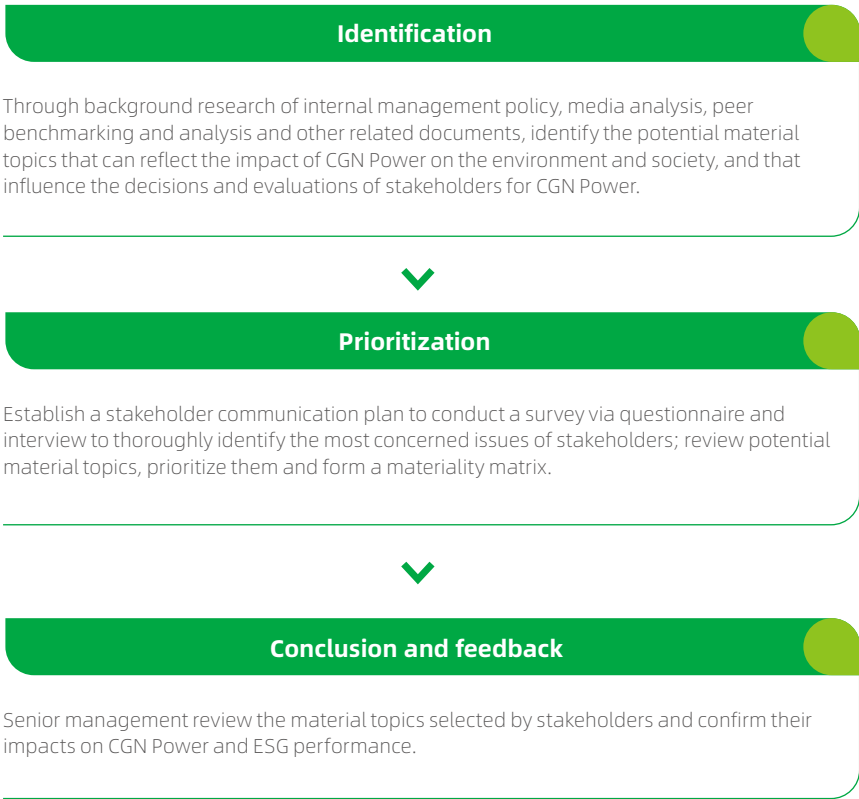 Identification
Through background research of internal management policy, media analysis, peer
benchmarking and analysis and other related documents, identify the potential material
topics that can reflect the impact of CGN Power on the environment and society, and that
influence the decisions and evaluations of stakeholders for CGN Power.
Prioritization
Establish a stakeholder communication plan to conduct a survey via questionnaire and
interview to thoroughly identify the most concerned issues of stakeholders; review potential
material topics, prioritize them and form a materiality matrix.
Conclusion and feedback
Senior management review the material topics selected by stakeholders and confirm their
impacts on CGN Power and ESG performance.